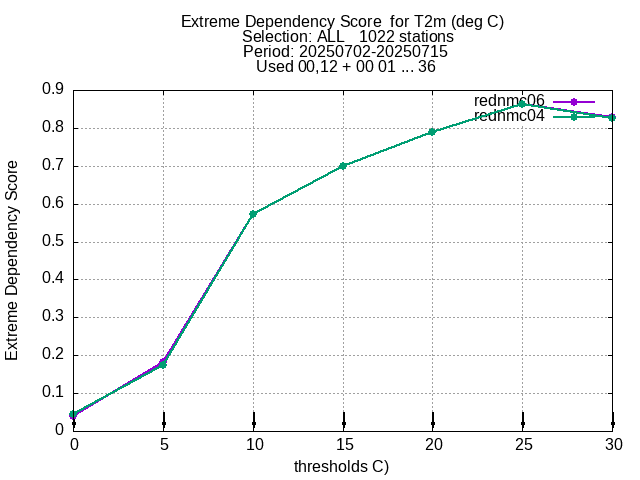 Extreme Dependency Score  for T2m (deg C)
Selection: ALL   1022 stations
Period: 20250702-20250715
Used 00,12 + 00 01 ... 36
rednmc06
rednmc04
Extreme Dependency Score
0.9
0.8
0.7
0.6
0.5
0.4
0.3
0.2
0.1
0
0 5 10 15 20 25 30
thresholds C)